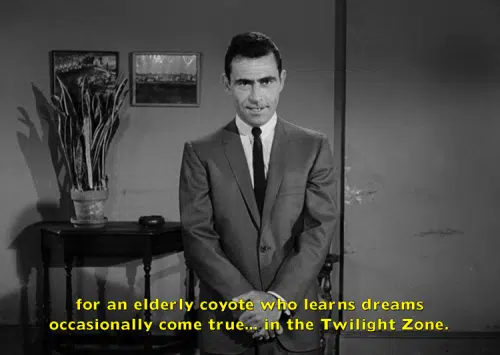 for an elderly coyote who learns dreams
occasionally come true... in the Twilight Zone.